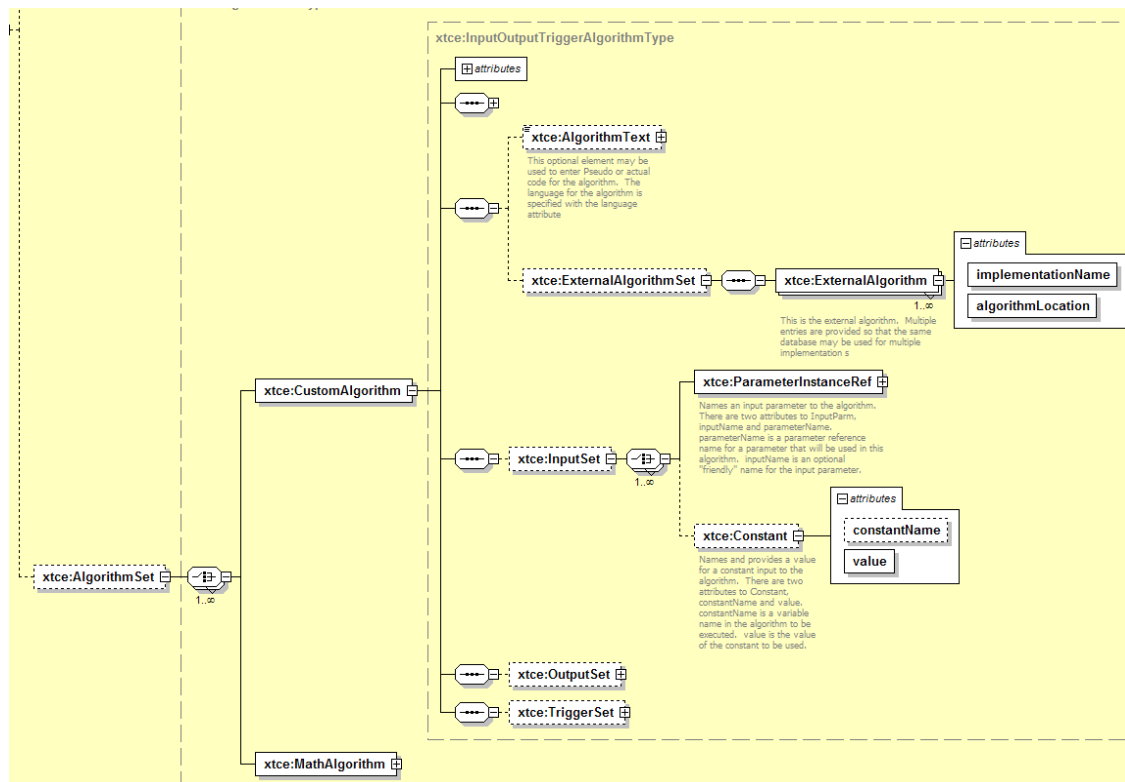 xtce:InputOutputTriggerAlgorithmType
attributes
xtce:AlgorithmText
This optional element may be
used to enter Pseudo or actual
code for the algorithm. The
language for the algorithm is
specified with the language
attribute
attributes
implementationName
algorithmLocation
xtce:ExternalAlgorithmSet
xtce:ExternalAlgorithm
1..∞
This is the external algorithm. Multiple
entries are provided so that the same
database may be used for multiple
implementation s
xtce:CustomAlgorithm
xtce:ParameterInstanceRef
Names an input parameter to the algorithm.
There are two attributes to InputParm,
inputName and parameterName.
parameterName is a parameter reference
name for a parameter that will be used in this
algorithm. inputName is an optional
"friendly" name for the input parameter.
xtce:InputSet
1..∞
attributes
constantName
value
xtce:Constant
Names and provides a value
for a constant input to the
algorithm. There are two
attributes to Constant,
constantName and value.
constantName is a variable
name in the algorithm to be
executed. value is the value
of the constant to be used.
xtce:AlgorithmSet
1..∞
xtce:OutputSet
xtce:TriggerSet
xtce:MathAlgorithm